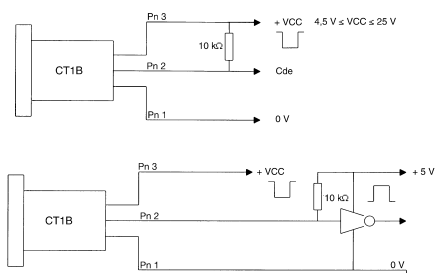 Pn 3
+ VCC 4,5 V ≤ VCC ≤ 25 V
10 kΩ
CT1B
Pn 2
Cde
Pn 1
0 V
Pn 3
+ VCC
+ 5 V
Pn 2
10 kΩ
CT1B
Pn 1
0 V